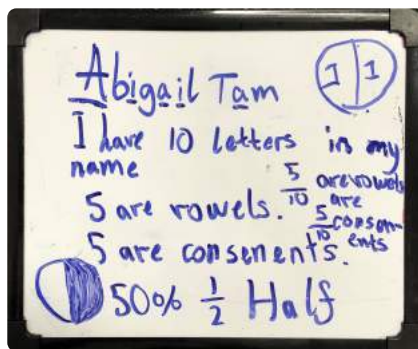 Abigail Tam
1 1
I have 10 letters in my
name
5 are vowels.
5/10 are vowels
5/10 are
consonents
5 are consenents.
50% 1/2 Half